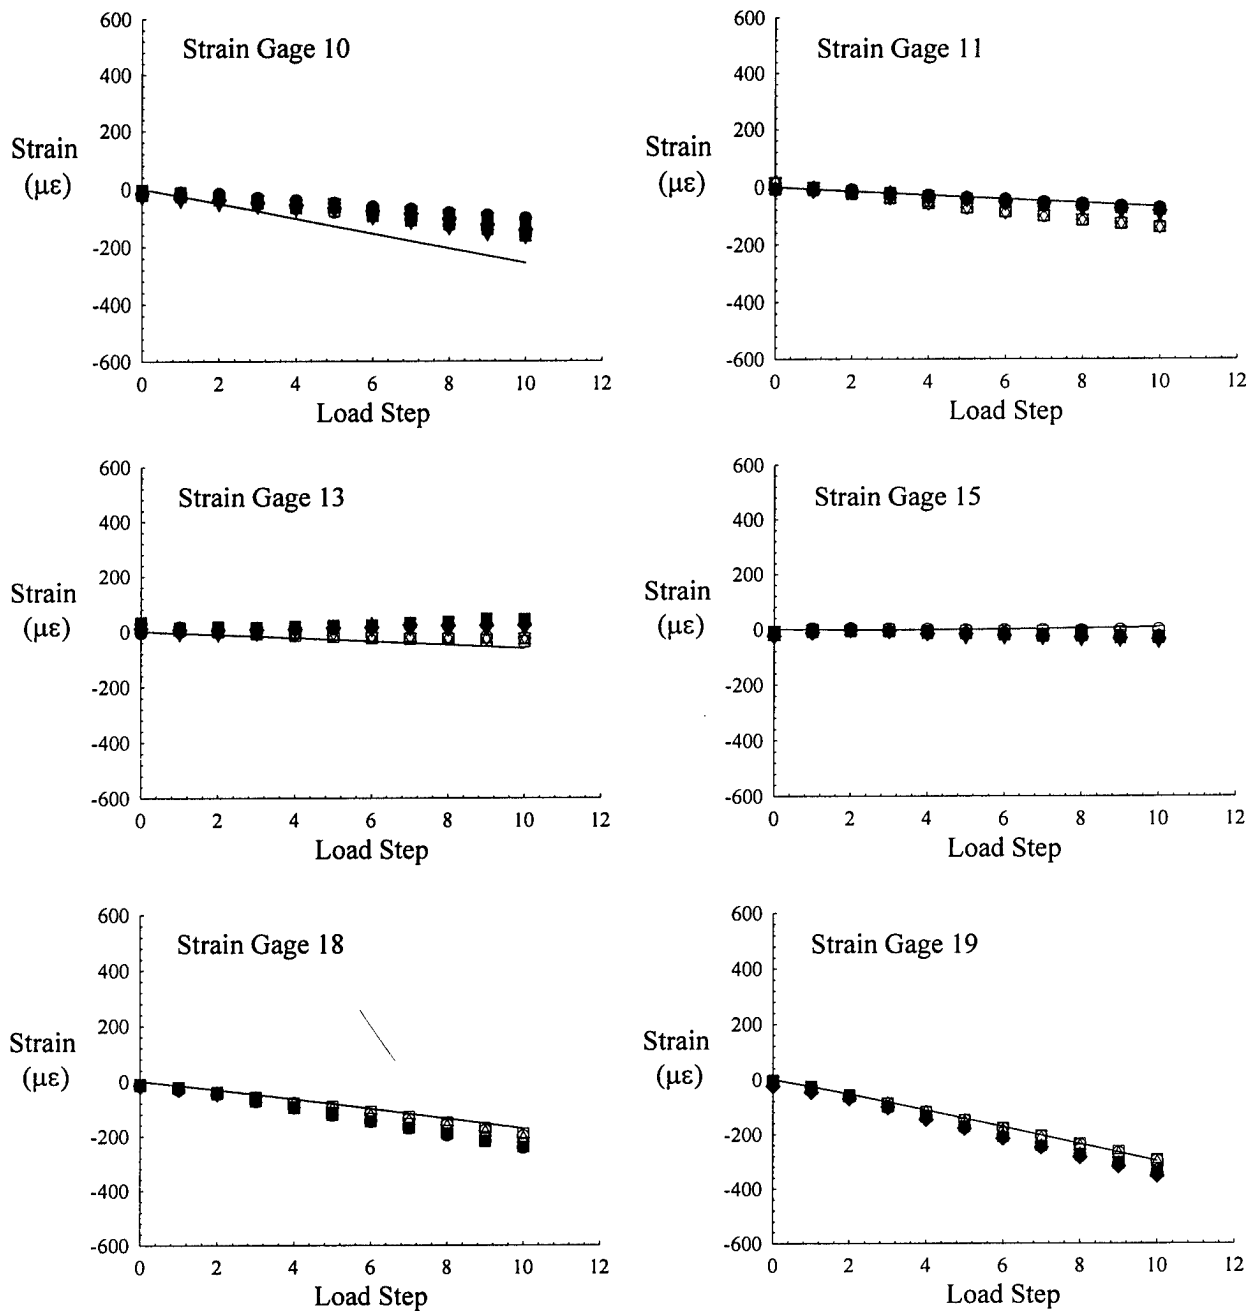 Strain Gage 10
Strain
(με)
600
400
200
0
-200
-400
-600
0 2 4 6 8 10 12
Load Step
Strain Gage 11
Strain
(με)
600
400
200
0
-200
-400
-600
0 2 4 6 8 10 12
Load Step
Strain Gage 13
Strain
(με)
600
400
200
0
-200
-400
-600
0 2 4 6 8 10 12
Load Step
Strain Gage 15
Strain
(με)
600
400
200
0
-200
-400
-600
0 2 4 6 8 10 12
Load Step
Strain Gage 18
Strain
(με)
600
400
200
0
-200
-400
-600
0 2 4 6 8 10 12
Load Step
Strain Gage 19
Strain
(με)
600
400
200
0
-200
-400
-600
0 2 4 6 8 10 12
Load Step